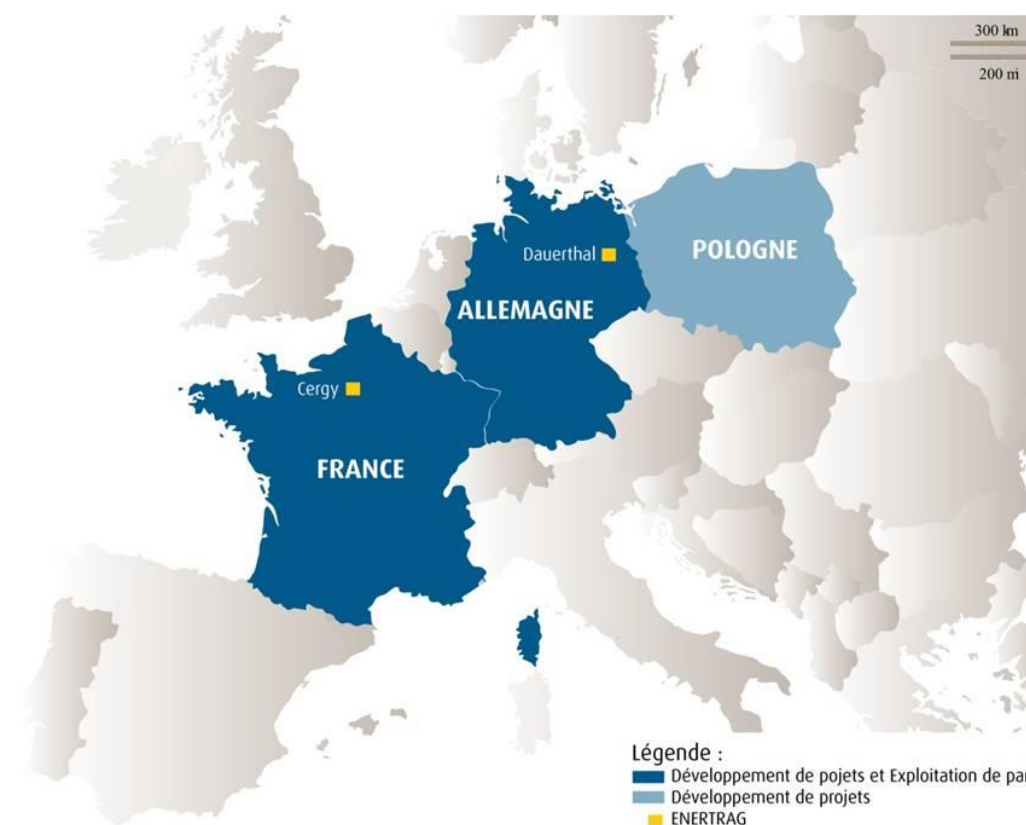 300 km
200 mi
Dauerthal
POLOGNE
ALLEMAGNE
Cergy
FRANCE
Légende :
Développement de pojets et Exploitation de
Développement de projets
ENERTRAG